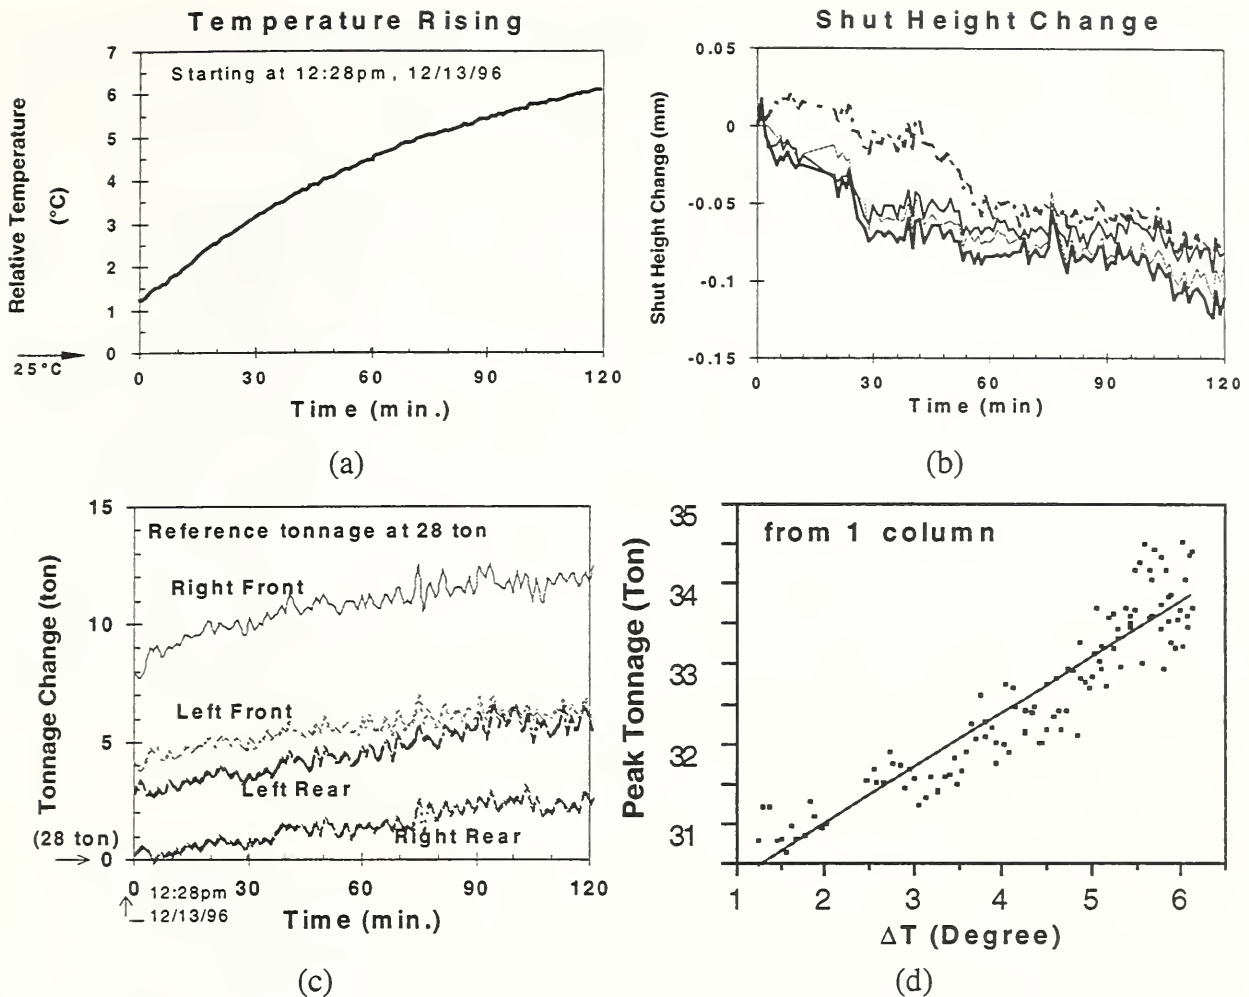 Temperature Rising
7
6
5
4
3
2
1
0
Starting at 12:28pm, 12/13/96
Relative Temperature
(°C)
25°C
0 30 60 90 120
Time (min.)
(a)
Shut Height Change
0.05
0
-0.05
-0.1
-0.15
Shut Height Change (mm)
0 30 60 90 120
Time (min)
(b)
15
10
5
0
Reference tonnage at 28 ton
Right Front
Left Front
Left Rear
Right Rear
Tonnage Change (ton)
(28 ton)
0 30 60 90 120
12:28pm
12/13/96
Time (min.)
(c)
35
34
33
32
31
from 1 column
Peak Tonnage (Ton)
1 2 3 4 5 6
ΔT (Degree)
(d)